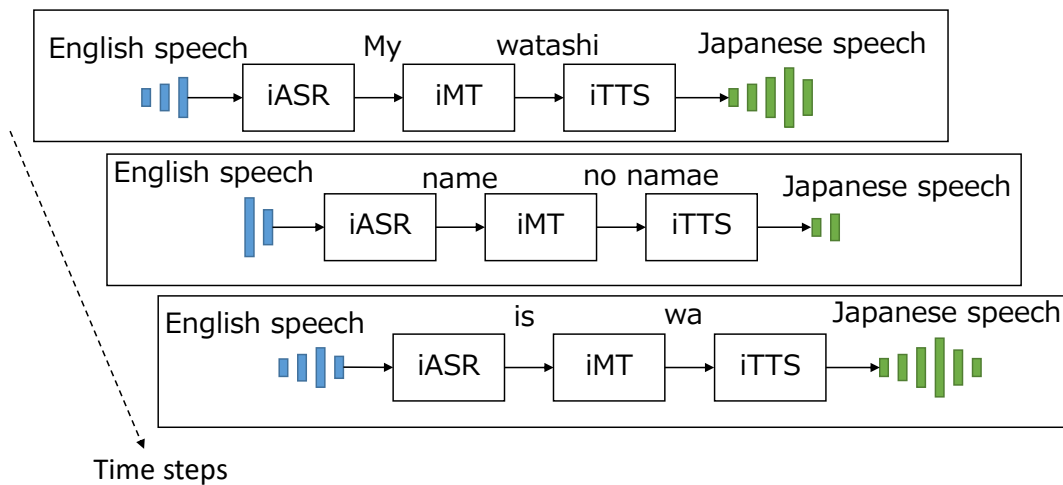 English speech
My
watashi
Japanese speech
iASR
iMT
iTTS
English speech
name
no namae
Japanese speech
iASR
iMT
iTTS
English speech
is
wa
Japanese speech
iASR
iMT
iTTS
Time steps